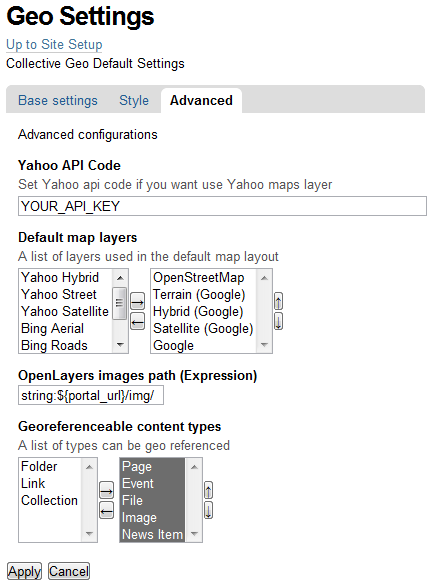 Geo Settings
Up to Site Setup
Collective Geo Default Settings
Base settings Style Advanced
Advanced configurations
Yahoo API Code
Set Yahoo api code if you want use Yahoo maps layer
YOUR_API_KEY
Default map layers
A list of layers used in the default map layout
Yahoo Hybrid
Yahoo Street
Yahoo Satellite
Bing Aerial
Bing Roads
→
←
OpenStreetMap
Terrain (Google)
Hybrid (Google)
Satellite (Google)
Google
↑
↓
OpenLayers images path (Expression)
string:${portal_url}/img/
Georeferenceable content types
A list of types can be geo referenced
Folder
Link
Collection
→
←
Page
Event
File
Image
News Item
↑
↓
Apply Cancel